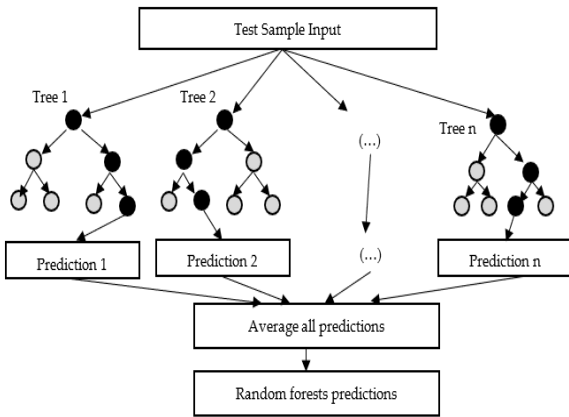 Test Sample Input
Tree 1
Tree 2
Tree n
(...)
(...)
Prediction 1
Prediction 2
Prediction n
Average all predictions
Random forests predictions